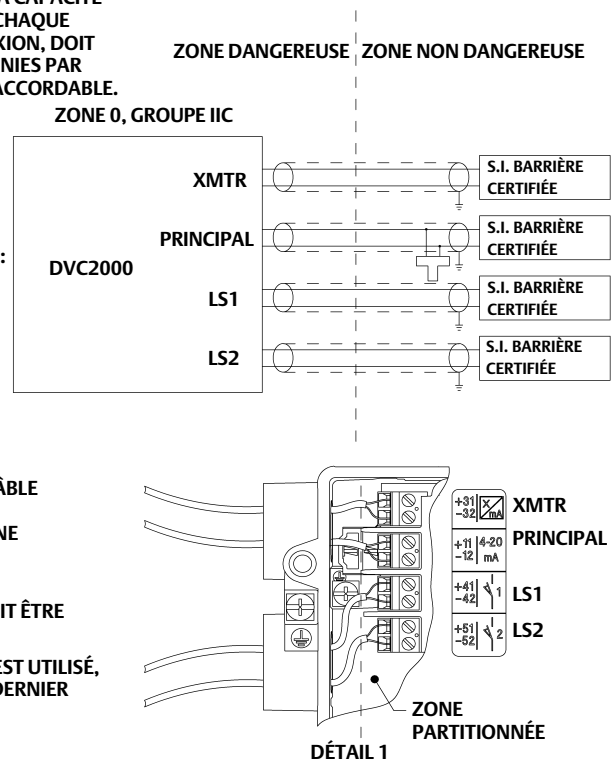 A CAPACITÉ
CHAQUE
XION, DOIT
NIES PAR
ACCORDABLE.
ZONE DANGEREUSE
ZONE NON DANGEREUSE
ZONE 0, GROUPE IIC
:
DVC2000
XMTR
S.I. BARRIÈRE
CERTIFIÉE
PRINCIPAL
S.I. BARRIÈRE
CERTIFIÉE
LS1
S.I. BARRIÈRE
CERTIFIÉE
LS2
S.I. BARRIÈRE
CERTIFIÉE
ÂBLE
NE
IT ÊTRE
EST UTILISÉ,
DERNIER
+31
-32
X/mA
XMTR
+11
-12
4-20
mA
PRINCIPAL
+41
-42
1
LS1
+51
-52
2
LS2
ZONE
PARTITIONNÉE
DÉTAIL 1